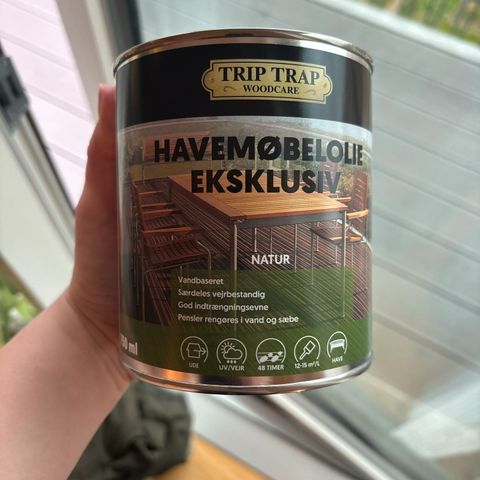 TRIP TRAP
WOODCARE
HAVEMØBELOLIE
EKSKLUSIV
NATUR
Vandbaseret
Særdeles vejrbestandig
God indtrængningsevne
Pensler rengøres i vand og sæbe
ml
UDE
UV/VEJR
48 TIMER
12-15 m²/L
HAVE